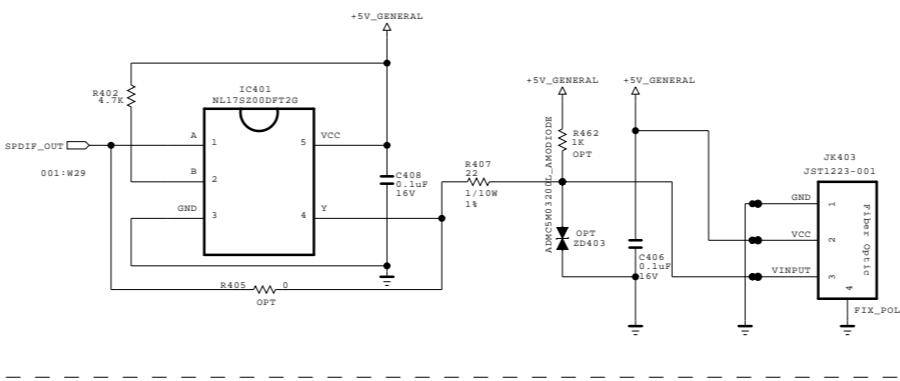 +5V_GENERAL
IC401
NL17SZ00DFT2G
R402
4.7K
A
1
5
VCC
SPDIF_OUT
001:W29
B
2
C408
0.1uF
16V
GND
3
4
Y
R405
0
OPT
R407
22
1/10W
1%
+5V_GENERAL
+5V_GENERAL
R462
1K
OPT
ADMC5M03200L_AMODIODE
OPT
ZD403
C406
0.1uF
16V
JK403
JST1223-001
GND
1
VCC
2
VINPUT
3
4
Fiber Optic
FIX_POL